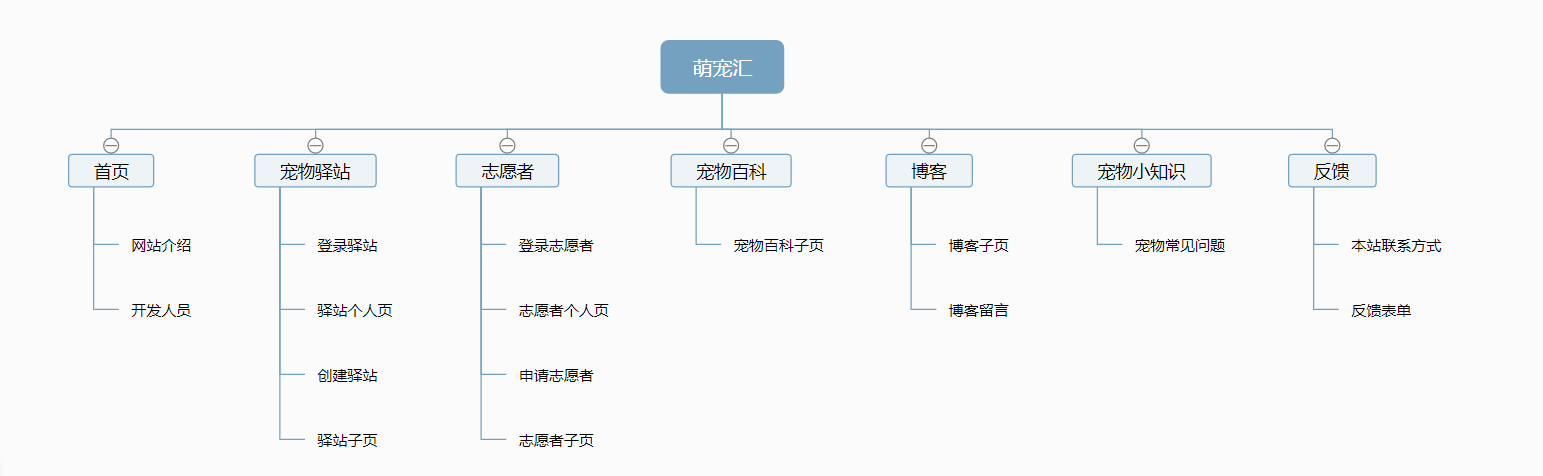 萌宠汇
首页
宠物驿站
志愿者
宠物百科
博客
宠物小知识
反馈
网站介绍
登录驿站
登录志愿者
宠物百科子页
博客子页
宠物常见问题
本站联系方式
开发人员
驿站个人页
志愿者个人页
博客留言
反馈表单
创建驿站
申请志愿者
驿站子页
志愿者子页